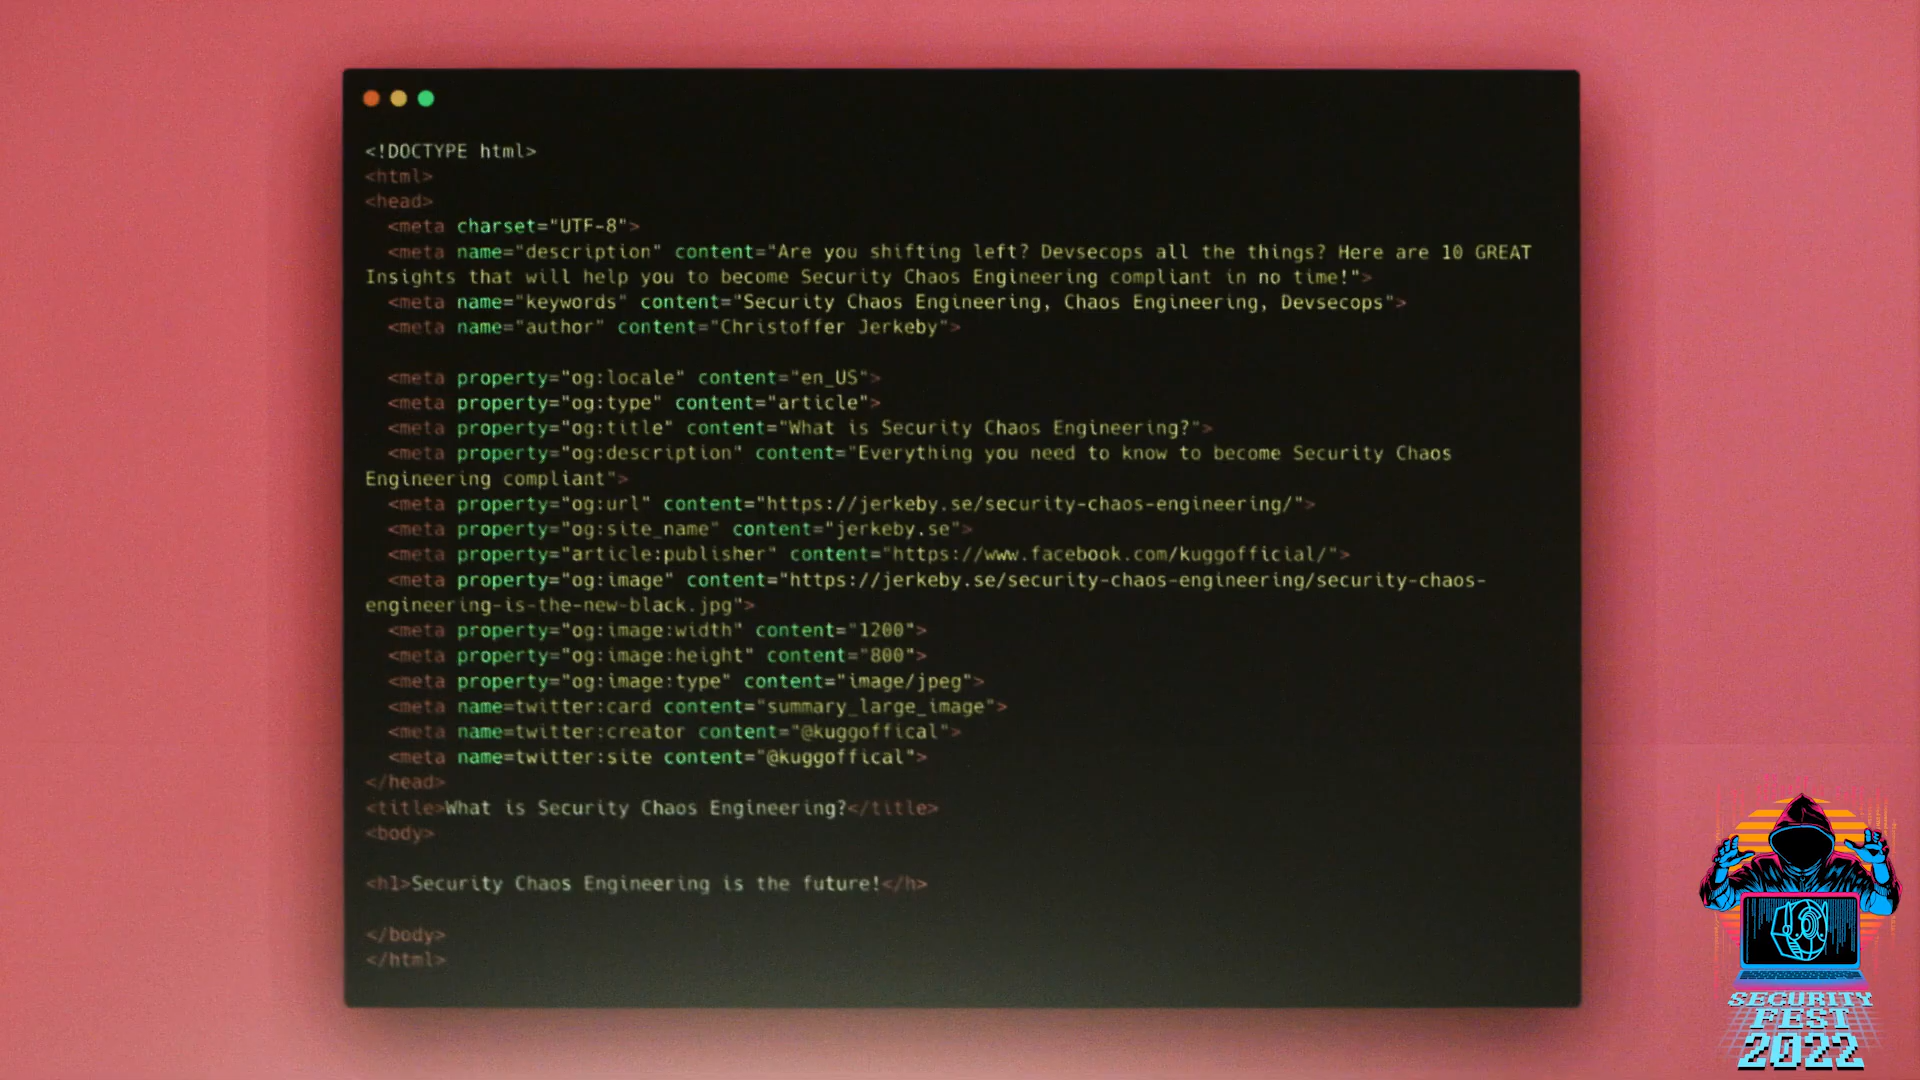 <!DOCTYPE html>
<html>
<head>
<meta charset="UTF-8">
<meta name="description" content="Are you shifting left? Devsecops all the things? Here are 10 GREAT
Insights that will help you to become Security Chaos Engineering compliant in no time!">
<meta name="keywords" content="Security Chaos Engineering, Chaos Engineering, Devsecops">
<meta name="author" content="Christoffer Jerkeby">
<meta property="og:locale" content="en_US">
<meta property="og:type" content="article">
<meta property="og:title" content="What is Security Chaos Engineering?">
<meta property="og:description" content="Everything you need to know to become Security Chaos
Engineering compliant">
<meta property="og:url" content="https://jerkeby.se/security-chaos-engineering/">
<meta property="og:site_name" content="jerkeby.se">
<meta property="article:publisher" content="https://www.facebook.com/kuggofficial/">
<meta property="og:image" content="https://jerkeby.se/security-chaos-engineering/security-chaos-
engineering-is-the-new-black.jpg">
<meta property="og:image:width" content="1200">
<meta property="og:image:height" content="800">
<meta property="og:image:type" content="image/jpeg">
<meta name=twitter:card content="summary_large_image">
<meta name=twitter:creator content="@kuggoffical">
<meta name=twitter:site content="@kuggoffical">
</head>
<title>What is Security Chaos Engineering?</title>
<body>
<h1>Security Chaos Engineering is the future!</h>
</body>
</html>
SECURITY
FEST
2022